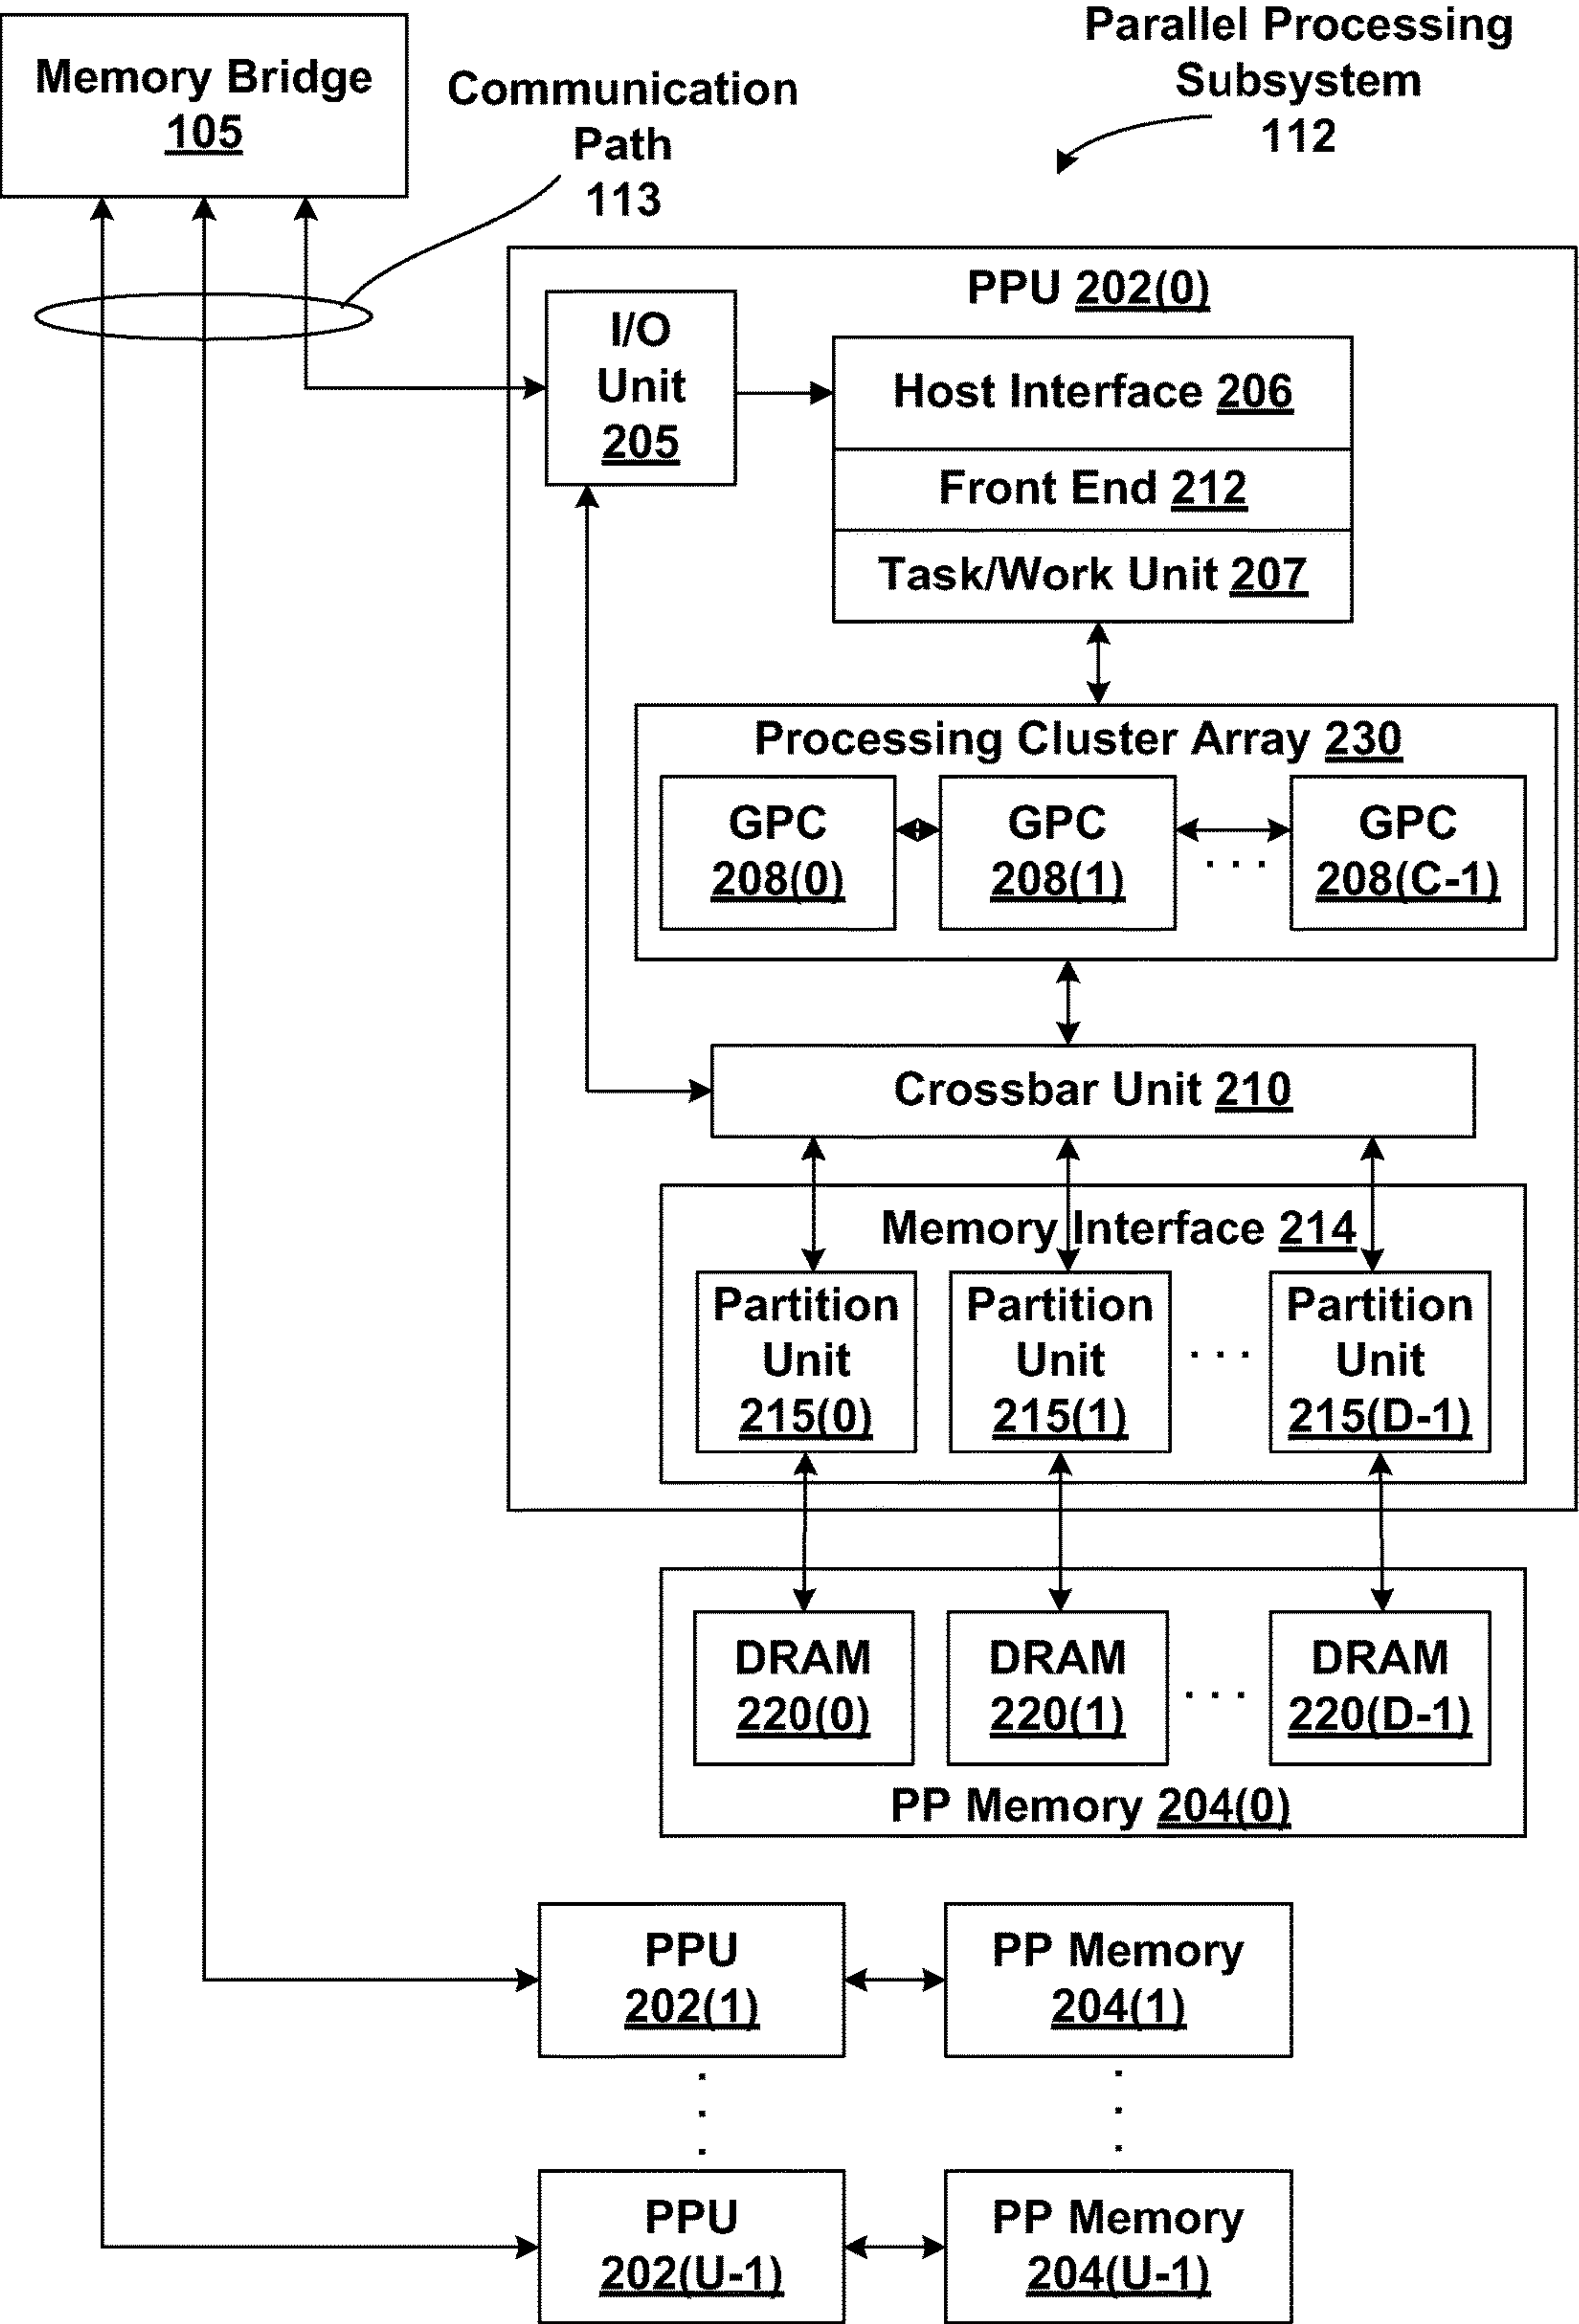 Parallel Processing
Subsystem
112
Memory Bridge
105
Communication
Path
113
PPU 202(0)
I/O
Unit
205
Host Interface 206
Front End 212
Task/Work Unit 207
Processing Cluster Array 230
GPC
208(0)
GPC
208(1)
. . .
GPC
208(C-1)
Crossbar Unit 210
Memory Interface 214
Partition
Unit
215(0)
Partition
Unit
215(1)
. . .
Partition
Unit
215(D-1)
DRAM
220(0)
DRAM
220(1)
. . .
DRAM
220(D-1)
PP Memory 204(0)
PPU
202(1)
PP Memory
204(1)
PPU
202(U-1)
PP Memory
204(U-1)